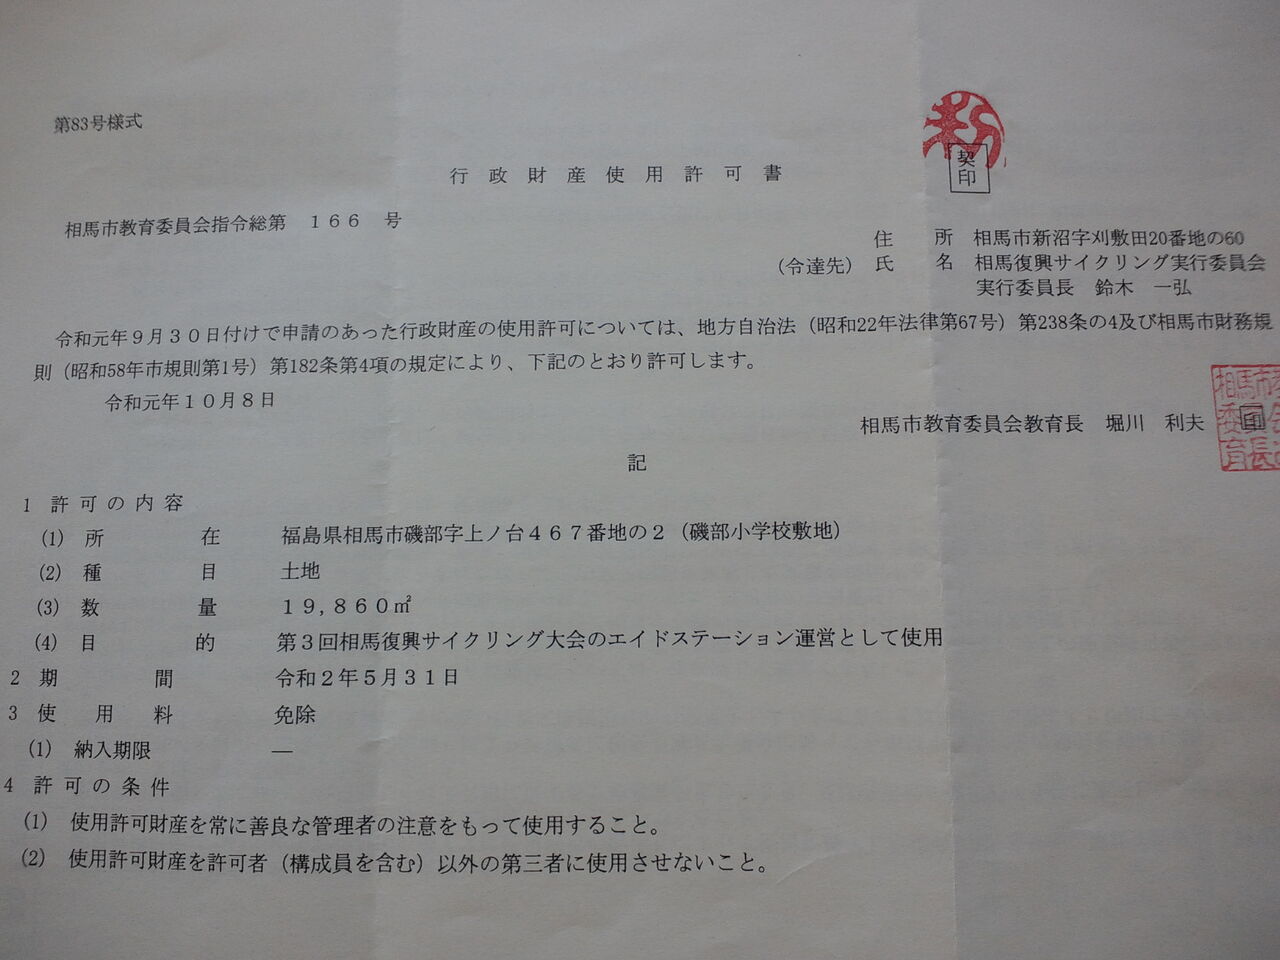 第83号様式
契印
行政財産使用許可書
相馬市教育委員会指令総第　１６６　号
住　　所　相馬市新沼字刈敷田20番地の60
（令達先）氏　　名　相馬復興サイクリング実行委員会
実行委員長　鈴木　一弘
令和元年９月３０日付けで申請のあった行政財産の使用許可については、地方自治法（昭和22年法律第67号）第238条の4及び相馬市財務規
則（昭和58年市規則第1号）第182条第4項の規定により、下記のとおり許可します。
令和元年１０月８日
相馬市教育委員会教育長　堀川　利夫　印
記
1　許可の内容
(1)　所　　　在　　福島県相馬市磯部字上ノ台４６７番地の２（磯部小学校敷地）
(2)　種　　　目　　土地
(3)　数　　　量　　１９,８６０㎡
(4)　目　　　的　　第３回相馬復興サイクリング大会のエイドステーション運営として使用
2　期　　　間　　令和２年５月３１日
3　使　用　料　　免除
(1)　納入期限　　―
4　許可の条件
(1)　使用許可財産を常に善良な管理者の注意をもって使用すること。
(2)　使用許可財産を許可者（構成員を含む）以外の第三者に使用させないこと。